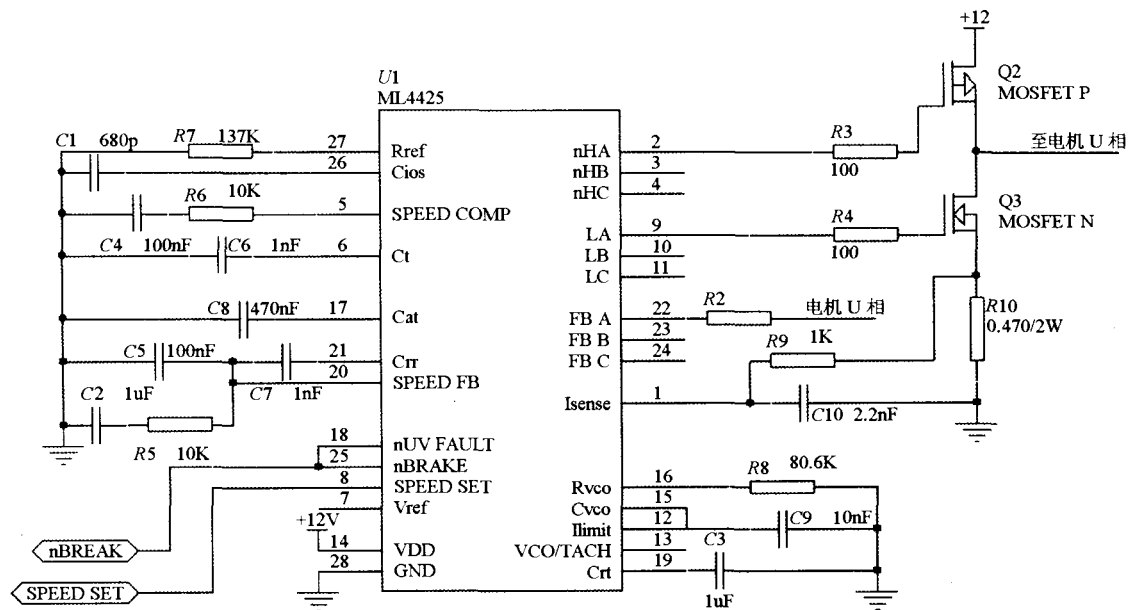 +12
U1
ML4425
Q2
MOSFET P
C1 680p R7 137K 27 Rref
26 Cios
R6 10K 5 SPEED COMP
C4 100nF C6 1nF 6 Ct
C8 470nF 17 Cat
C5 100nF 21 Crr
20 SPEED FB
C2 1uF C7 1nF
R5 10K
18 nUV FAULT
25 nBRAKE
8 SPEED SET
7 Vref
+12V
14 VDD
28 GND
nBREAK
SPEED SET
nHA 2 R3 100
nHB 3
nHC 4
至电机 U 相
Q3
MOSFET N
LA 9 R4 100
LB 10
LC 11
FB A 22 R2 电机 U 相
FB B 23
FB C 24
R10
0.470/2W
R9 1K
Isense 1
C10 2.2nF
Rvco 16 R8 80.6K
Cvco 15
Ilimit 12 C9 10nF
VCO/TACH 13
Crt 19 C3
1uF